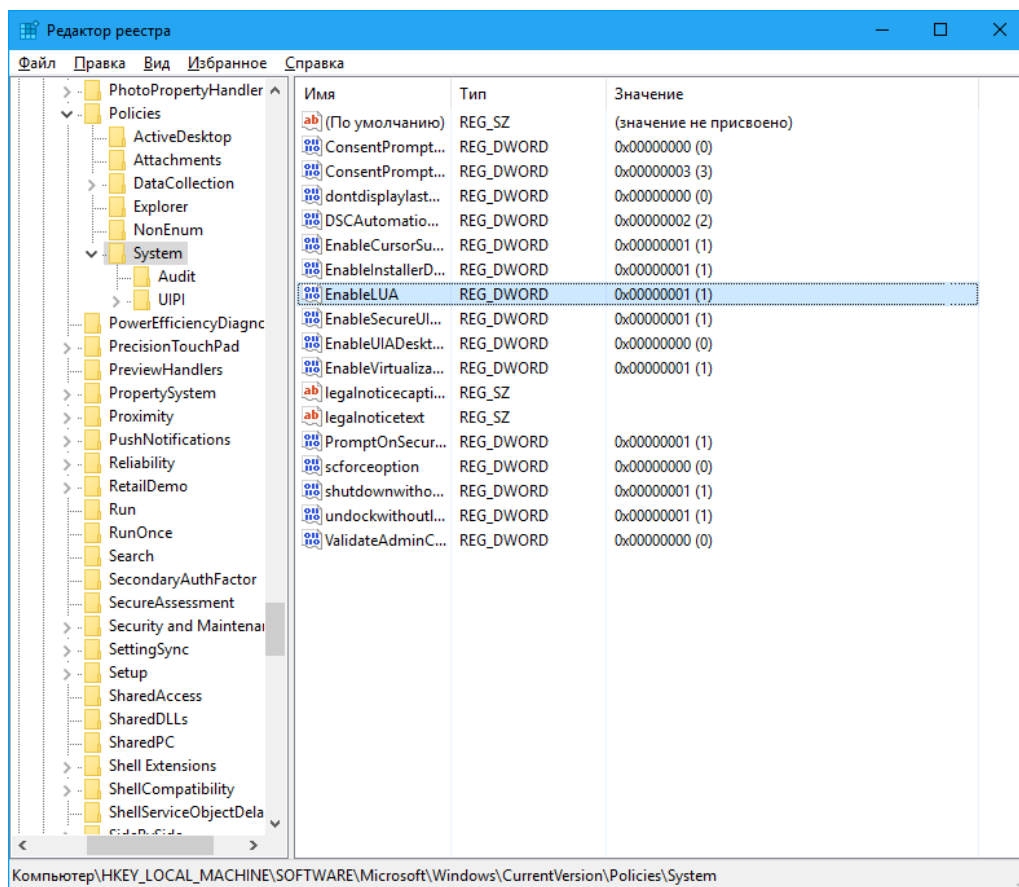 Редактор реестра
Файл Правка Вид Избранное Справка
PhotoPropertyHandler
Policies
ActiveDesktop
Attachments
DataCollection
Explorer
NonEnum
System
Audit
UIPI
PowerEfficiencyDiagno
PrecisionTouchPad
PreviewHandlers
PropertySystem
Proximity
PushNotifications
Reliability
RetailDemo
Run
RunOnce
Search
SecondaryAuthFactor
SecureAssessment
Security and Maintenai
SettingSync
Setup
SharedAccess
SharedDLLs
SharedPC
Shell Extensions
ShellCompatibility
ShellServiceObjectDela
SideBySide
Имя Тип Значение
(По умолчанию) REG_SZ (значение не присвоено)
ConsentPrompt... REG_DWORD 0x00000000 (0)
ConsentPrompt... REG_DWORD 0x00000003 (3)
dontdisplaylast... REG_DWORD 0x00000000 (0)
DSCAutomatio... REG_DWORD 0x00000002 (2)
EnableCursorSu... REG_DWORD 0x00000001 (1)
EnableInstallerD... REG_DWORD 0x00000001 (1)
EnableLUA REG_DWORD 0x00000001 (1)
EnableSecureUI... REG_DWORD 0x00000001 (1)
EnableUIADeskt... REG_DWORD 0x00000000 (0)
EnableVirtualiza... REG_DWORD 0x00000001 (1)
legalnoticecapti... REG_SZ
legalnoticetext REG_SZ
PromptOnSecur... REG_DWORD 0x00000001 (1)
scforceoption REG_DWORD 0x00000000 (0)
shutdownwitho... REG_DWORD 0x00000001 (1)
undockwithoutl... REG_DWORD 0x00000001 (1)
ValidateAdminC... REG_DWORD 0x00000000 (0)
Компьютер\HKEY_LOCAL_MACHINE\SOFTWARE\Microsoft\Windows\CurrentVersion\Policies\System